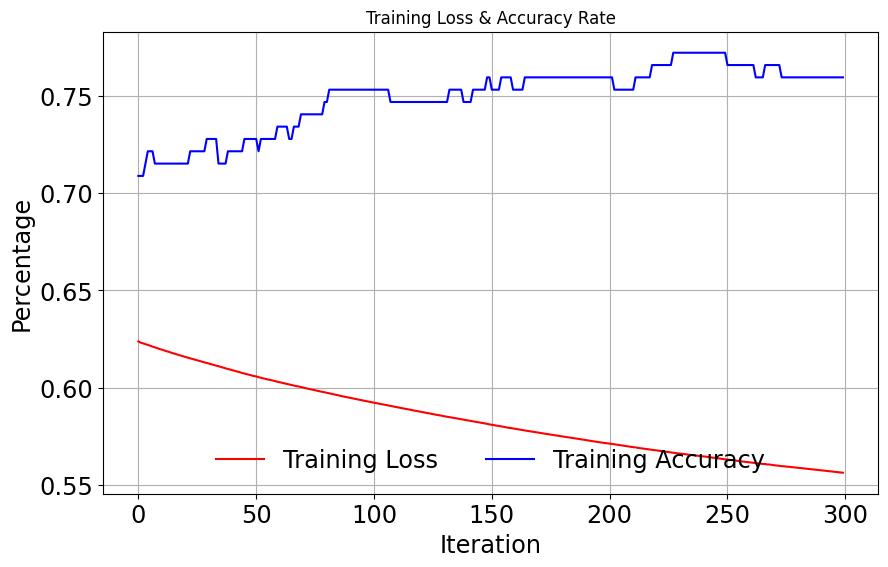 Training Loss & Accuracy Rate
Percentage
0.75
0.70
0.65
0.60
0.55
Training Loss
Training Accuracy
0 50 100 150 200 250 300
Iteration